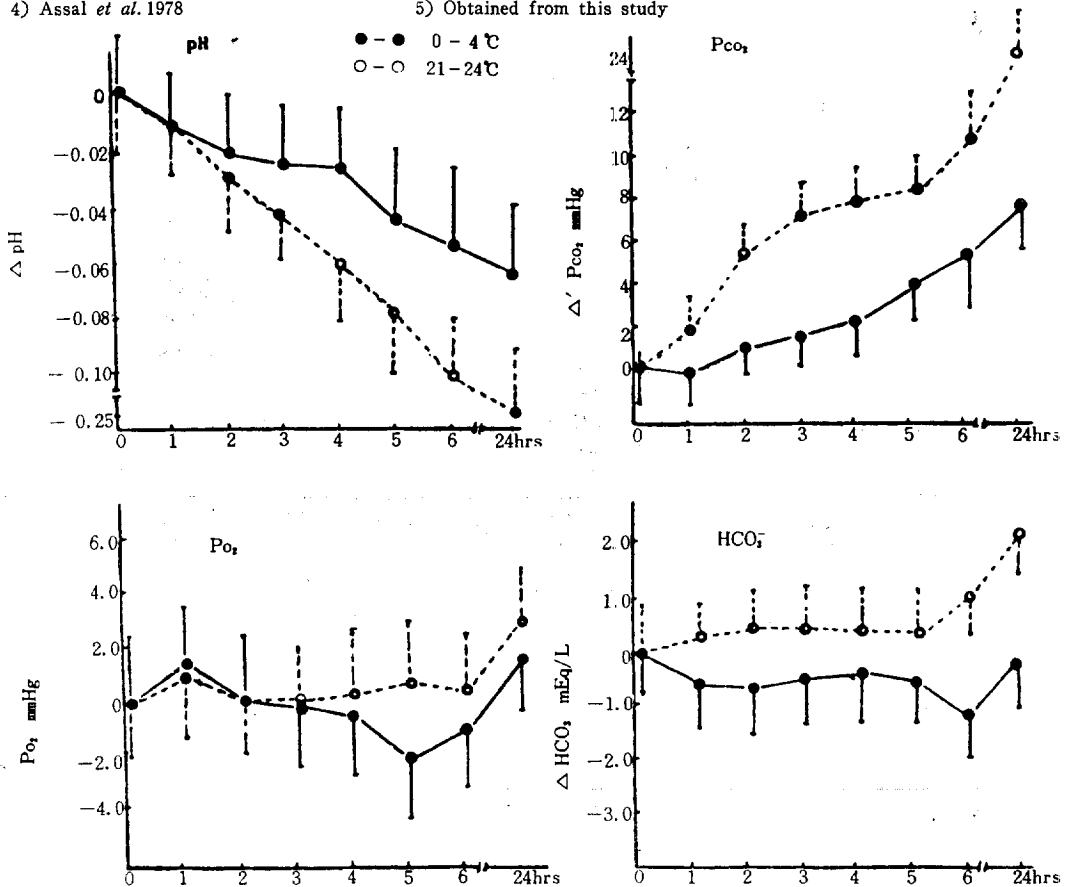 4) Assal et al. 1978 5) Obtained from this study
pH
●-● 0-4℃
○-○ 21-24℃
0
-0.02
-0.04
-0.06
-0.08
-0.10
-0.25
Δ pH
0 1 2 3 4 5 6 24hrs
Pco₂
24
12
10
8
6
4
2
0
Δ' Pco₂ mmHg
0 1 2 3 4 5 6 24hrs
Po₂
6.0
4.0
2.0
0
-2.0
-4.0
Po₂ mmHg
0 1 2 3 4 5 6 24hrs
HCO₃⁻
2.0
1.0
0
-1.0
-2.0
-3.0
Δ HCO₃ mEq/L
0 1 2 3 4 5 6 24hrs